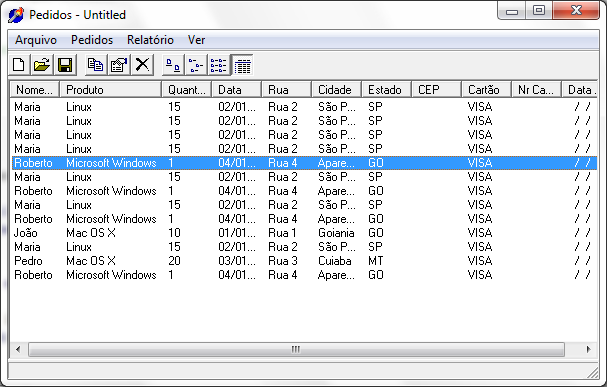 Pedidos - Untitled
Arquivo Pedidos Relatório Ver
Nome... Produto Quant... Data Rua Cidade Estado CEP Cartão Nr Ca... Data .
Maria Linux 15 02/01... Rua 2 São P... SP VISA / /
Maria Linux 15 02/01... Rua 2 São P... SP VISA / /
Maria Linux 15 02/01... Rua 2 São P... SP VISA / /
Maria Linux 15 02/01... Rua 2 São P... SP VISA / /
Roberto Microsoft Windows 1 04/01... Rua 4 Apare... GO VISA / /
Maria Linux 15 02/01... Rua 2 São P... SP VISA / /
Roberto Microsoft Windows 1 04/01... Rua 4 Apare... GO VISA / /
Maria Linux 15 02/01... Rua 2 São P... SP VISA / /
Roberto Microsoft Windows 1 04/01... Rua 4 Apare... GO VISA / /
João Mac OS X 10 01/01... Rua 1 Goiania GO VISA / /
Maria Linux 15 02/01... Rua 2 São P... SP VISA / /
Pedro Mac OS X 20 03/01... Rua 3 Cuiaba MT VISA / /
Roberto Microsoft Windows 1 04/01... Rua 4 Apare... GO VISA / /